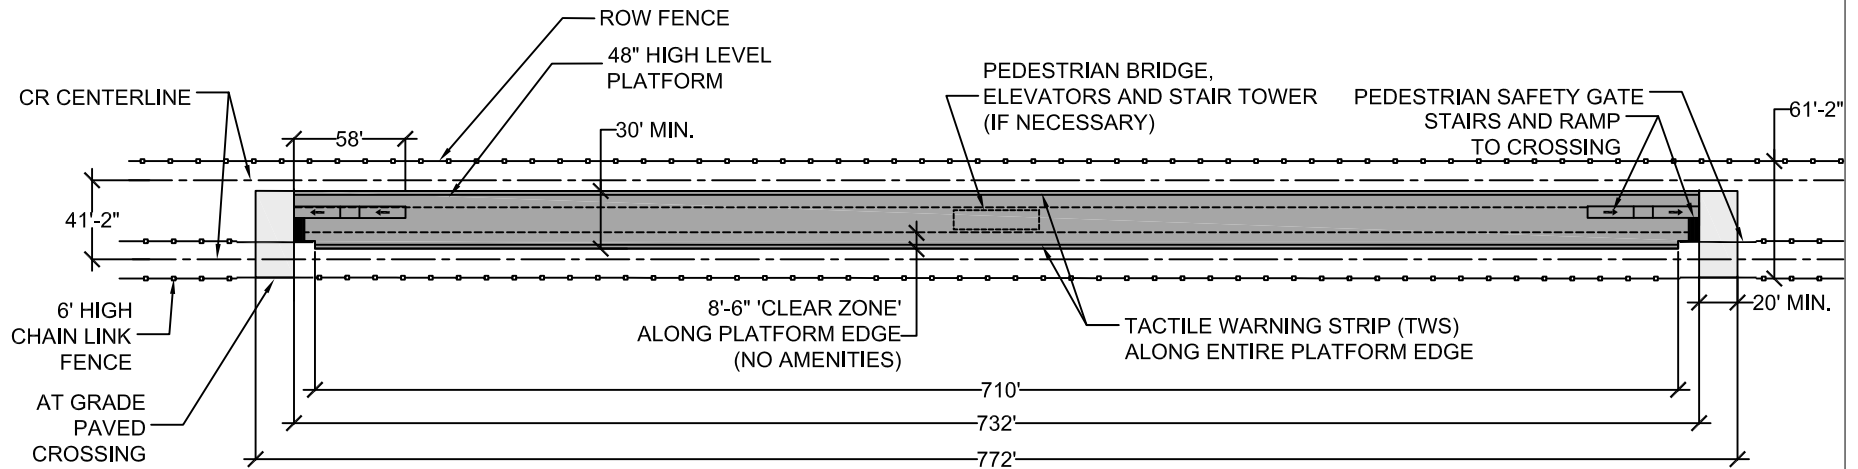 ROW FENCE
48" HIGH LEVEL
PLATFORM
CR CENTERLINE
PEDESTRIAN BRIDGE,
ELEVATORS AND STAIR TOWER
(IF NECESSARY)
PEDESTRIAN SAFETY GATE
STAIRS AND RAMP
TO CROSSING
61'-2"
58'
30' MIN.
41'-2"
6' HIGH
CHAIN LINK
FENCE
8'-6" 'CLEAR ZONE'
ALONG PLATFORM EDGE
(NO AMENITIES)
TACTILE WARNING STRIP (TWS)
ALONG ENTIRE PLATFORM EDGE
20' MIN.
AT GRADE
PAVED
CROSSING
710'
732'
772'